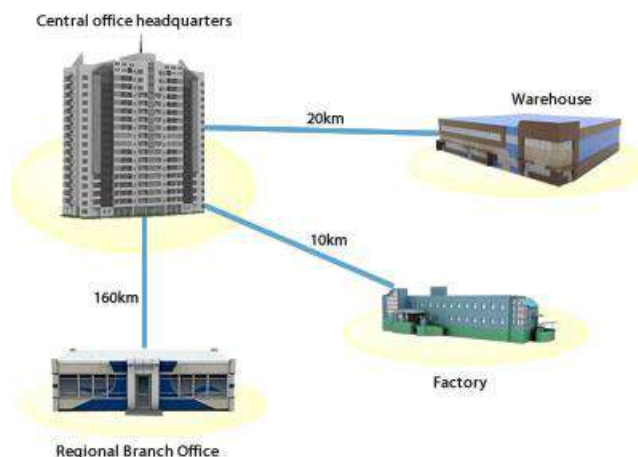 Central office headquarters
Warehouse
20km
10km
160km
Factory
Regional Branch Office